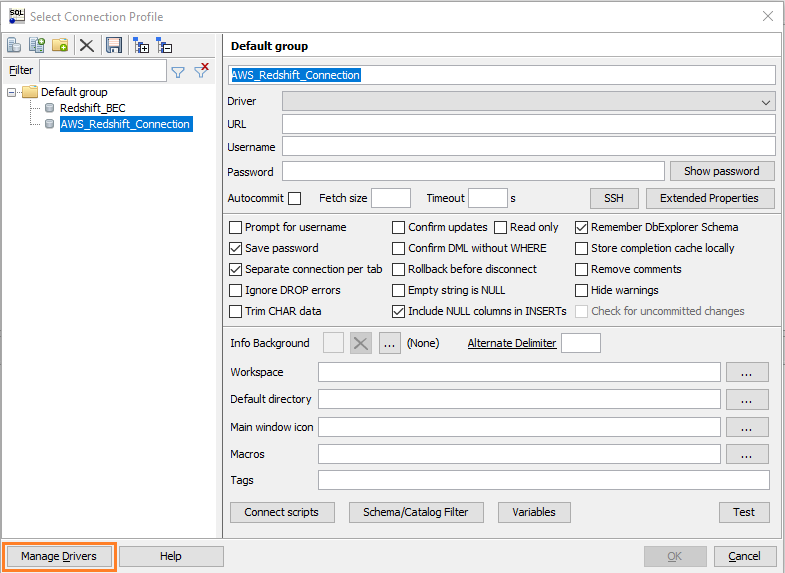 SQL Select Connection Profile
Filter
Default group
Redshift_BEC
AWS_Redshift_Connection
Default group
AWS_Redshift_Connection
Driver
URL
Username
Password Show password
Autocommit Fetch size Timeout s SSH Extended Properties
Prompt for username Confirm updates Read only Remember DbExplorer Schema
Save password Confirm DML without WHERE Store completion cache locally
Separate connection per tab Rollback before disconnect Remove comments
Ignore DROP errors Empty string is NULL Hide warnings
Trim CHAR data Include NULL columns in INSERTs Check for uncommitted changes
Info Background ... (None) Alternate Delimiter
Workspace ...
Default directory ...
Main window icon ...
Macros ...
Tags
Connect scripts Schema/Catalog Filter Variables Test
Manage Drivers Help OK Cancel